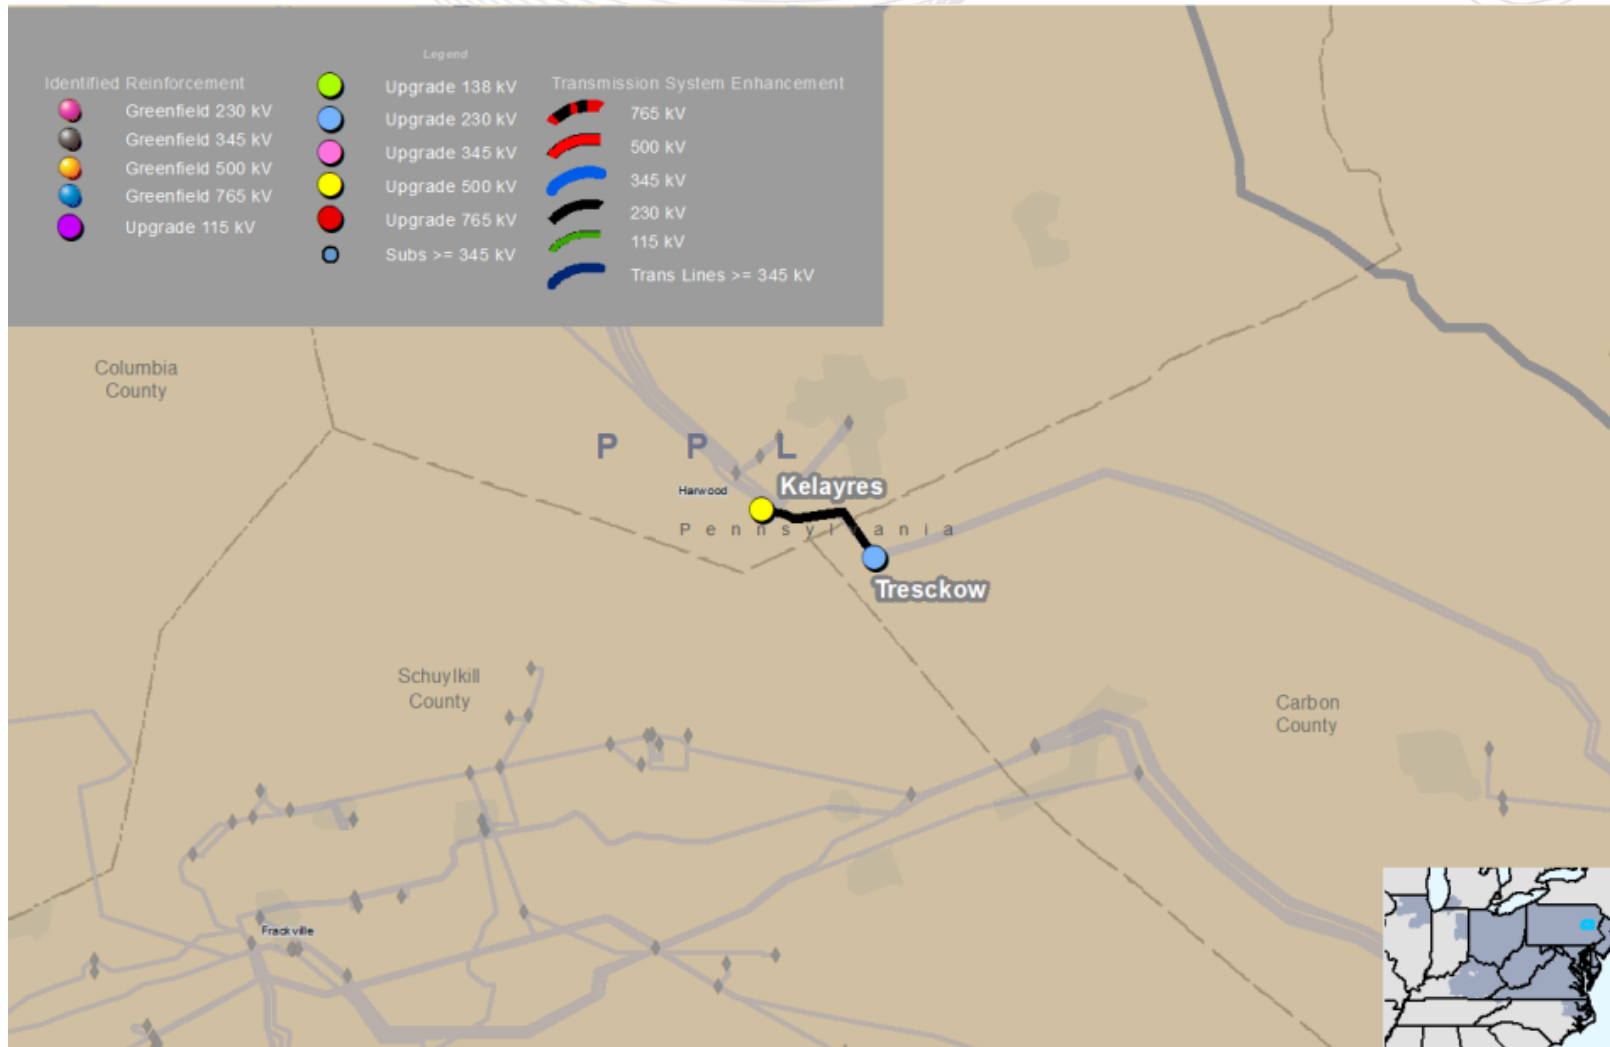 Legend
Identified Reinforcement
Greenfield 230 kV
Greenfield 345 kV
Greenfield 500 kV
Greenfield 765 kV
Upgrade 115 kV
Upgrade 138 kV
Upgrade 230 kV
Upgrade 345 kV
Upgrade 500 kV
Upgrade 765 kV
Subs >= 345 kV
Transmission System Enhancement
765 kV
500 kV
345 kV
230 kV
115 kV
Trans Lines >= 345 kV
Columbia
County
P P L
Kelayres
Harwood
Pennsylvania
Tresckow
Schuylkill
County
Carbon
County
Frackville